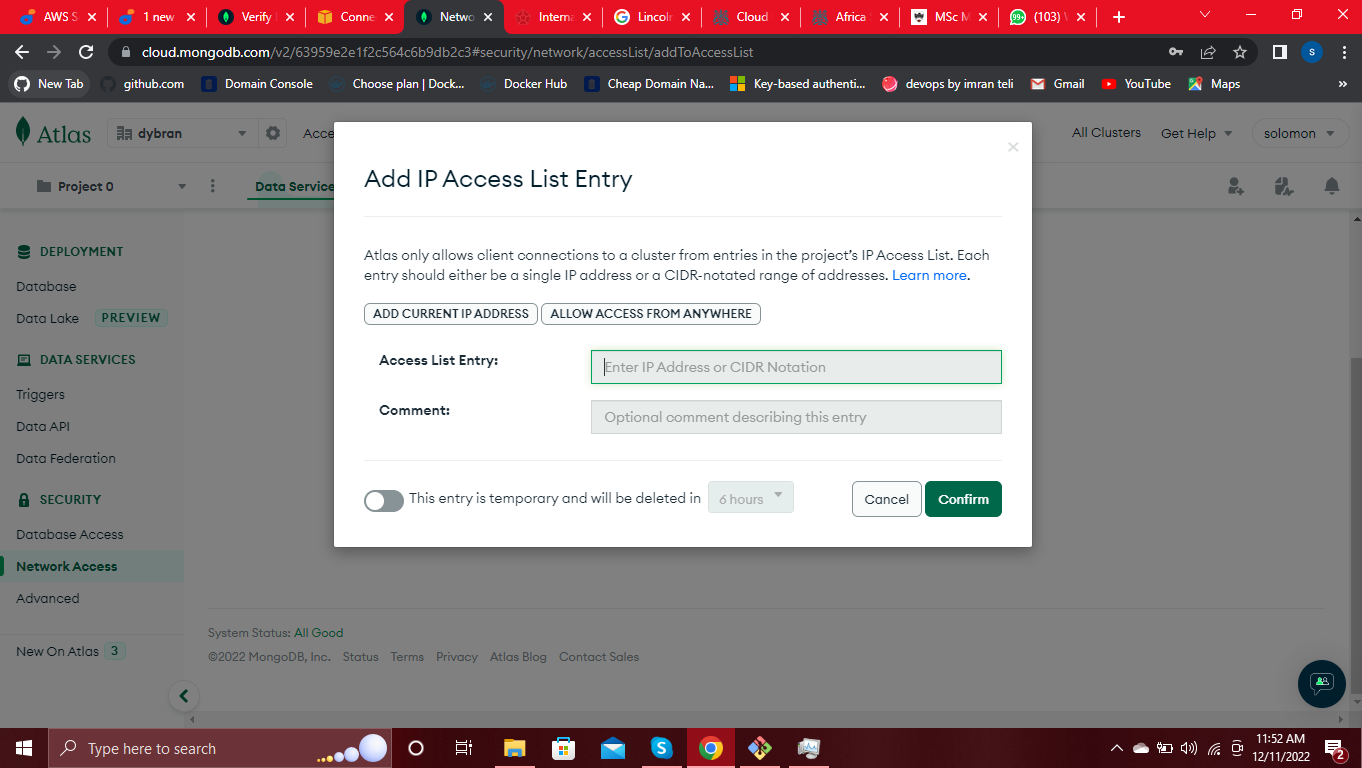 AWS S
1 new
Verify
Conne
Netwo
Interna
Lincoln
Cloud
Africa
MSc M
99+
(103)
cloud.mongodb.com/v2/63959e2e1f2c564c6b9db2c3#security/network/accessList/addToAccessList
S
New Tab
github.com
Domain Console
Choose plan | Dock...
Docker Hub
Cheap Domain Na...
Key-based authenti...
devops by imran teli
Gmail
YouTube
Maps
»
Atlas
dybran
Acce
All Clusters
Get Help
solomon
Project 0
Data Service
DEPLOYMENT
Database
Data Lake PREVIEW
DATA SERVICES
Triggers
Data API
Data Federation
SECURITY
Database Access
Network Access
Advanced
New On Atlas 3
Add IP Access List Entry
Atlas only allows client connections to a cluster from entries in the project's IP Access List. Each
entry should either be a single IP address or a CIDR-notated range of addresses. Learn more.
ADD CURRENT IP ADDRESS
ALLOW ACCESS FROM ANYWHERE
Access List Entry:
Enter IP Address or CIDR Notation
Comment:
Optional comment describing this entry
This entry is temporary and will be deleted in
6 hours
Cancel
Confirm
System Status: All Good
©2022 MongoDB, Inc. Status Terms Privacy Atlas Blog Contact Sales
Type here to search
S
11:52 AM
12/11/2022
2